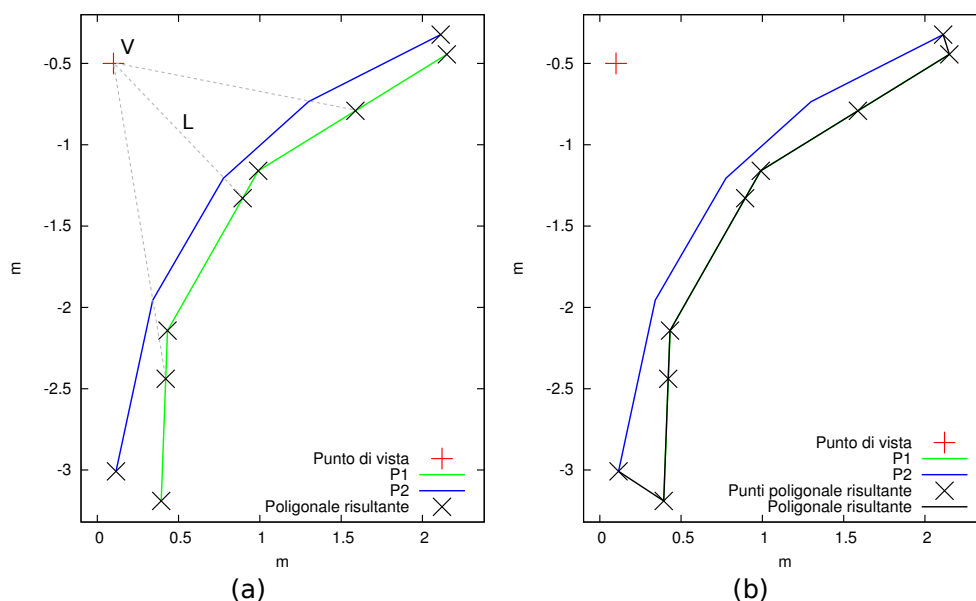 -0.5
-1
-1.5
-2
-2.5
-3
0
0.5
1
1.5
2
m
m
V
L
Punto di vista
P1
P2
Poligonale risultante
(a)
-0.5
-1
-1.5
-2
-2.5
-3
0
0.5
1
1.5
2
m
m
Punto di vista
P1
P2
Punti poligonale risultante
Poligonale risultante
(b)